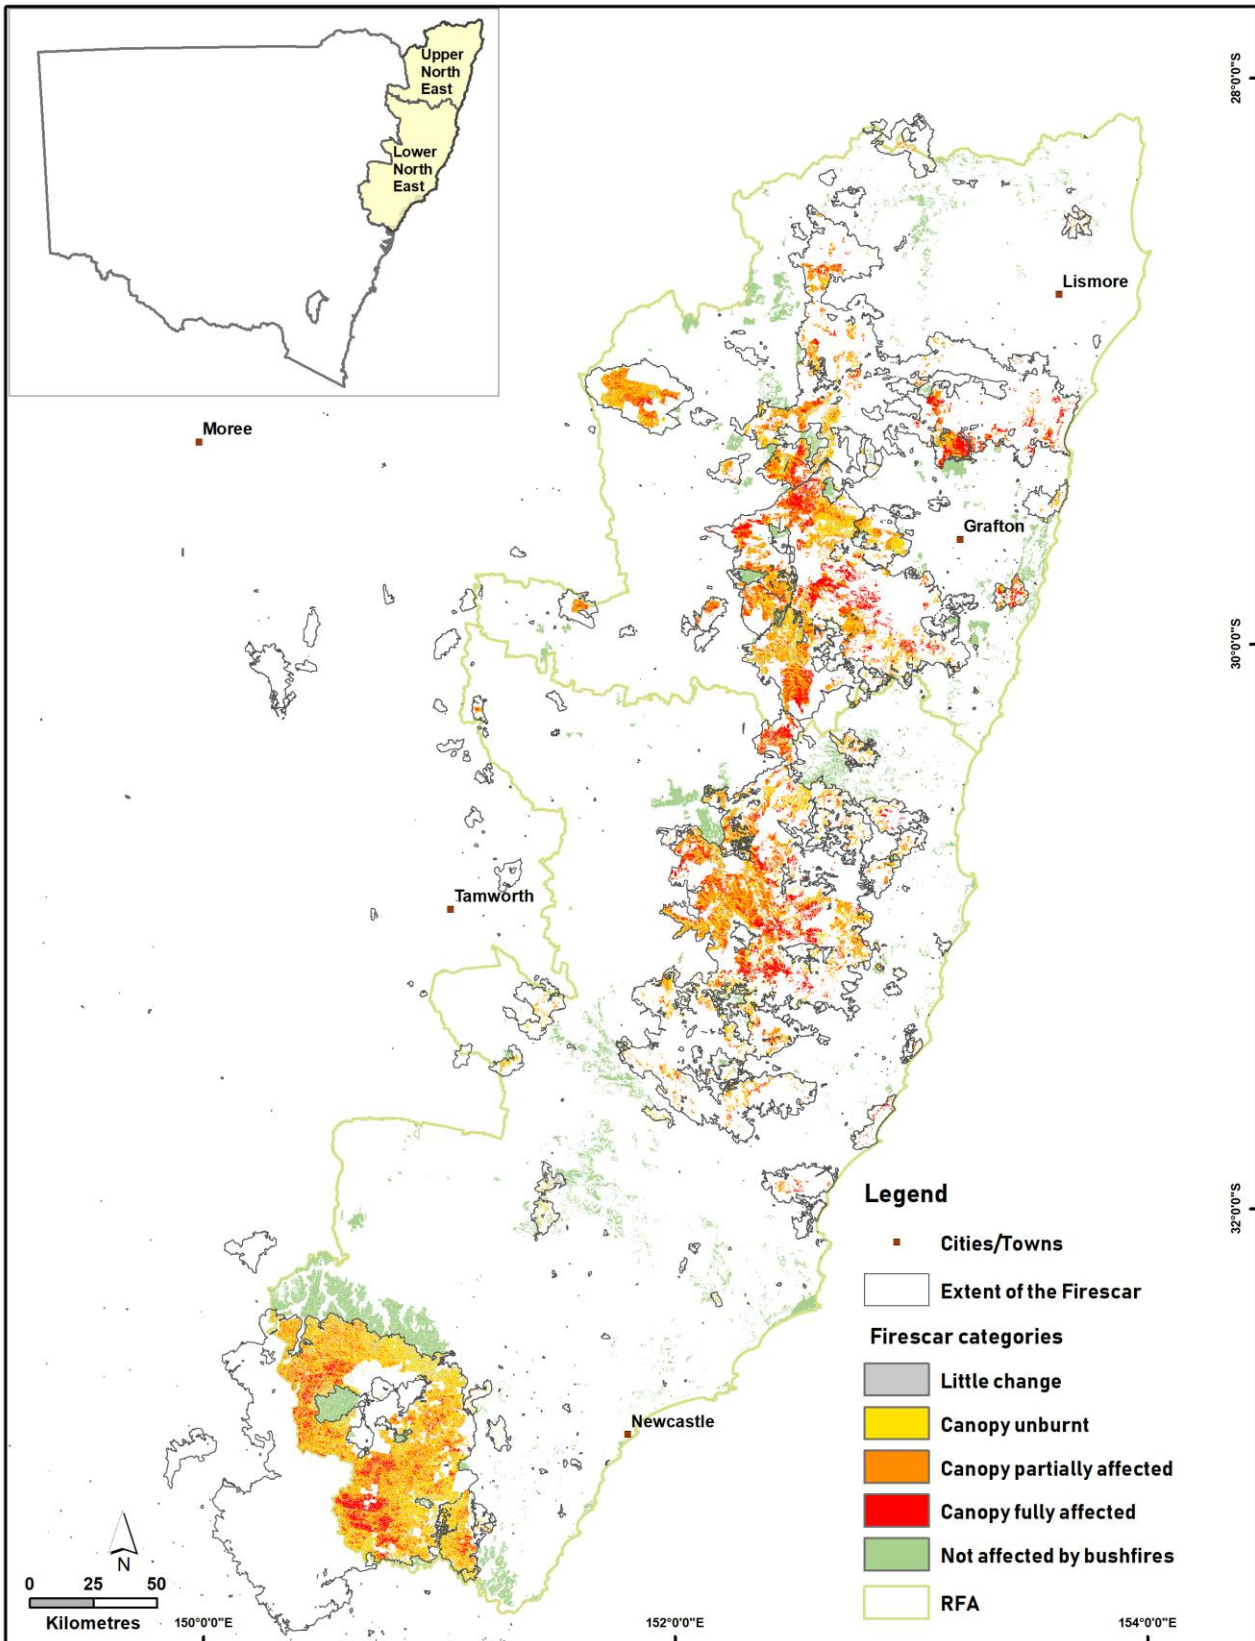 Upper
North
East
Lower
North
East
28°0'0"S
Lismore
Moree
Grafton
30°0'0"S
Tamworth
32°0'0"S
Legend
Cities/Towns
Extent of the Firescar
Firescar categories
Little change
Canopy unburnt
Canopy partially affected
Canopy fully affected
Not affected by bushfires
RFA
Newcastle
N
0 25 50
Kilometres
150°0'0"E
152°0'0"E
154°0'0"E